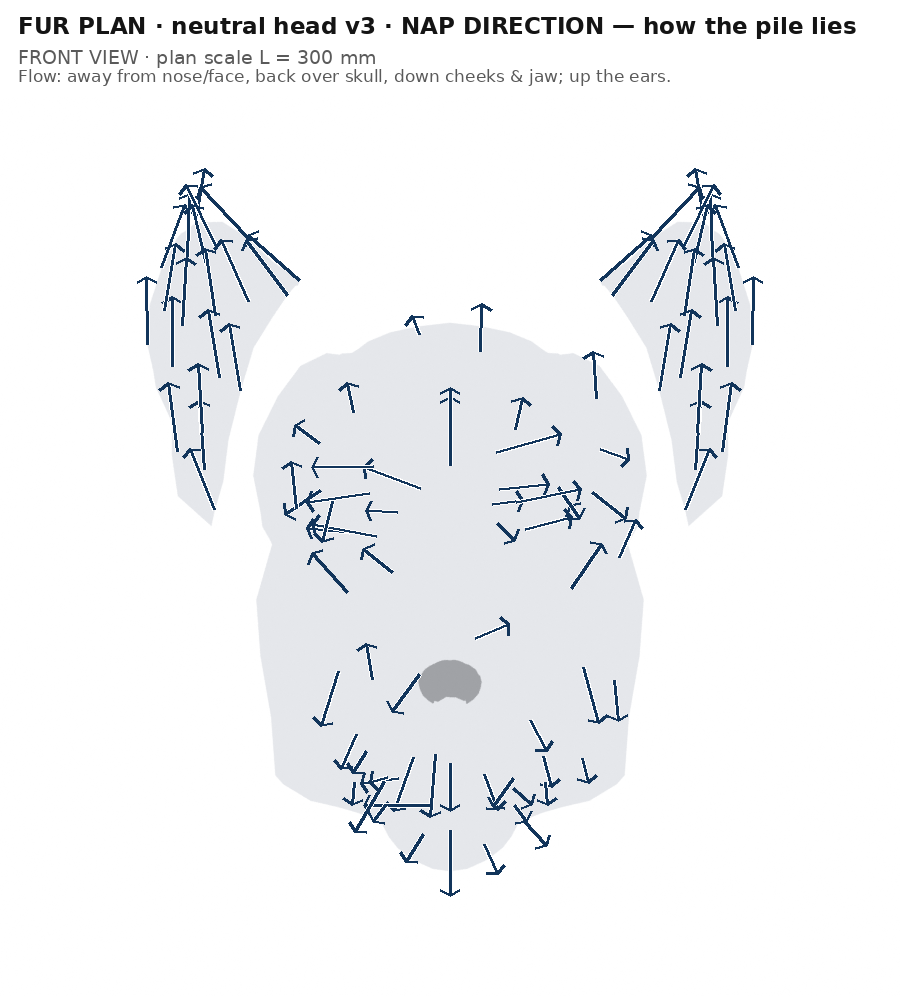 FUR PLAN · neutral head v3 · NAP DIRECTION — how the pile lies
FRONT VIEW · plan scale L = 300 mm
Flow: away from nose/face, back over skull, down cheeks & jaw; up the ears.